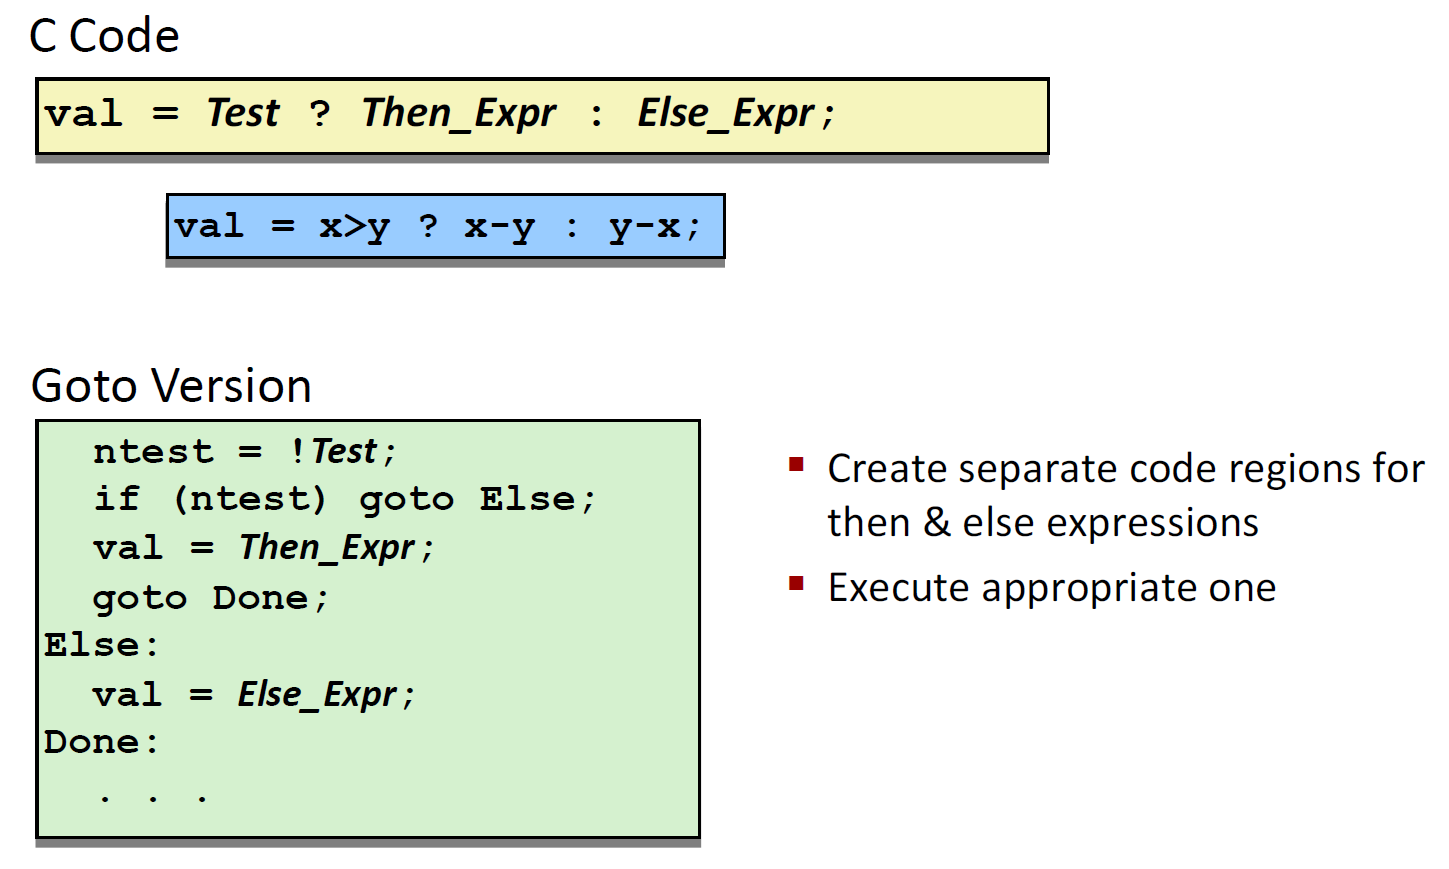 C Code
val = Test ? Then_Expr : Else_Expr;
val = x>y ? x-y : y-x;
Goto Version
ntest = !Test;
if (ntest) goto Else;
val = Then_Expr;
goto Done;
Else:
val = Else_Expr;
Done:
. . .
▪ Create separate code regions for
then & else expressions
▪ Execute appropriate one